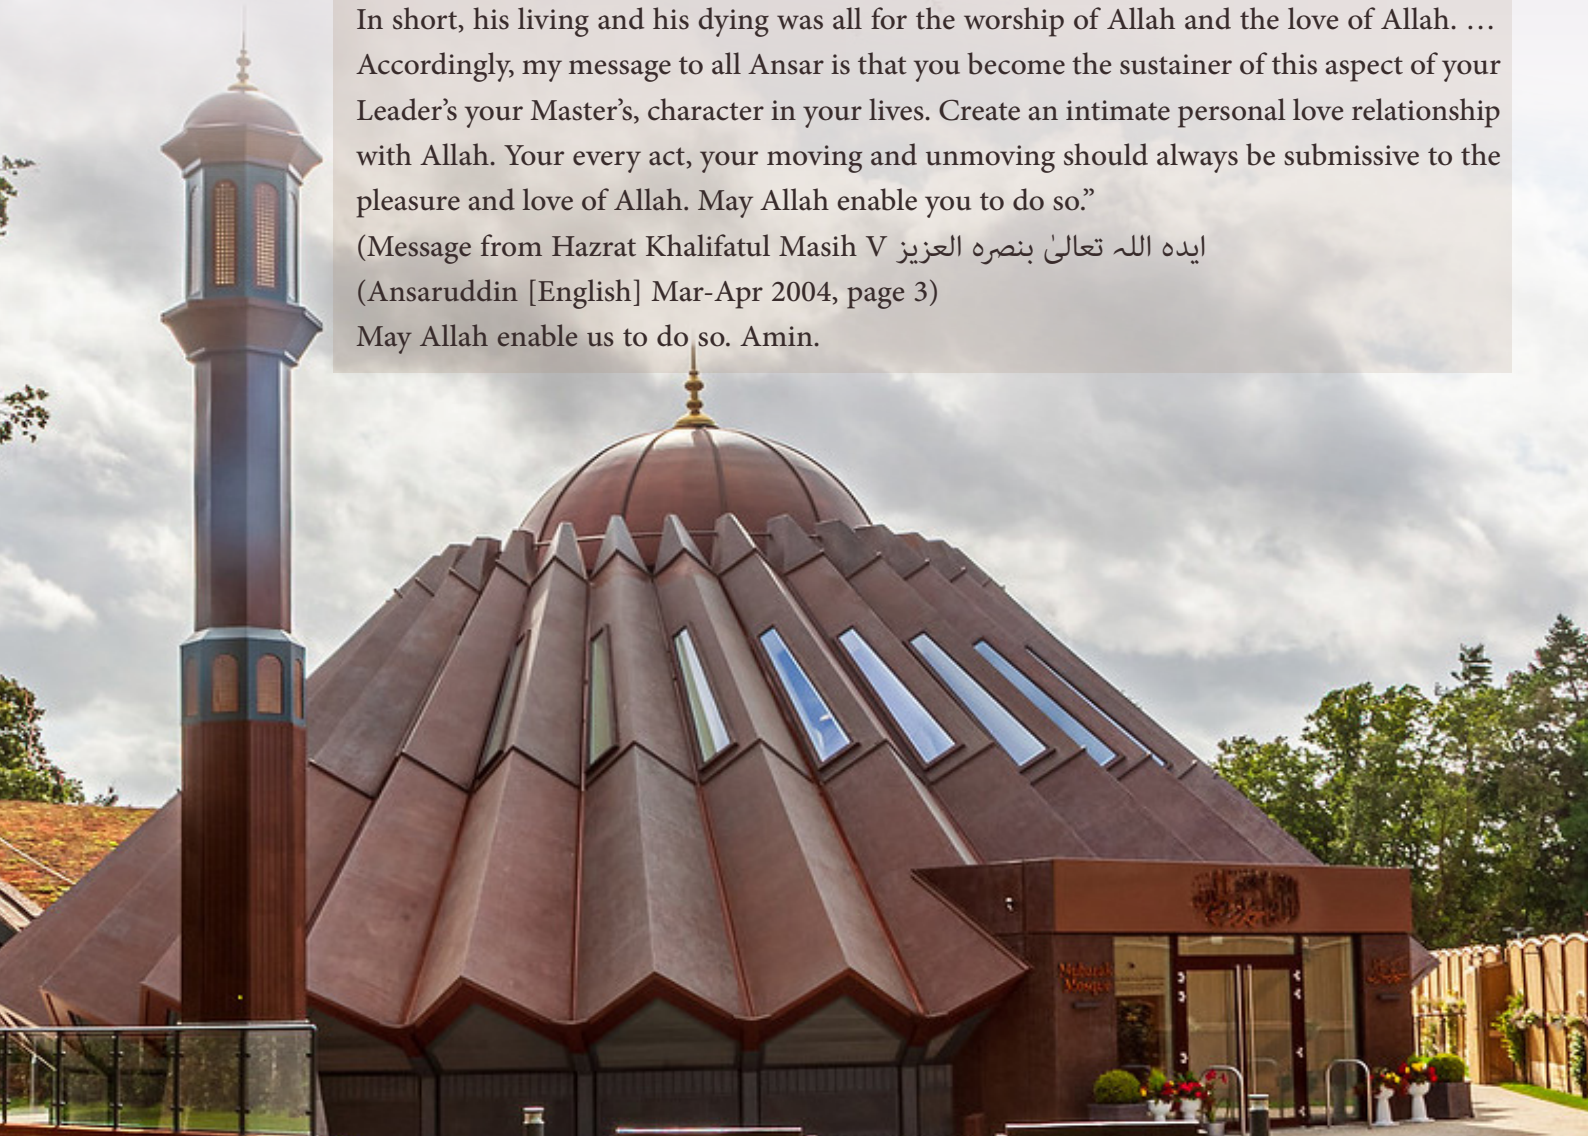 In short, his living and his dying was all for the worship of Allah and the love of Allah. …
Accordingly, my message to all Ansar is that you become the sustainer of this aspect of your
Leader’s your Master’s, character in your lives. Create an intimate personal love relationship
with Allah. Your every act, your moving and unmoving should always be submissive to the
pleasure and love of Allah. May Allah enable you to do so.”
(Message from Hazrat Khalifatul Masih V ایدہ اللہ تعالیٰ بنصرہ العزیز
(Ansaruddin [English] Mar-Apr 2004, page 3)
May Allah enable us to do so. Amin.
Mubarak
Mosque